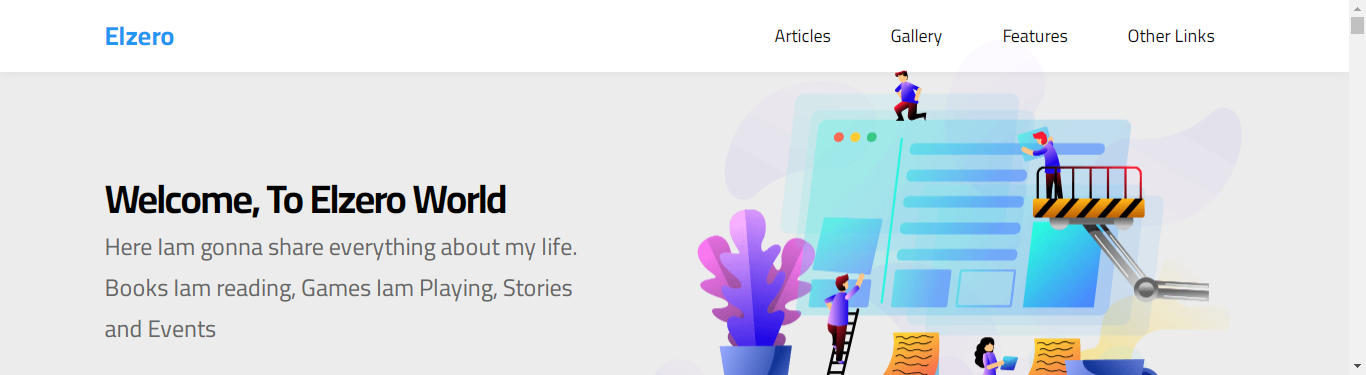 Elzero
Articles
Gallery
Features
Other Links
Welcome, To Elzero World
Here Iam gonna share everything about my life.
Books Iam reading, Games Iam Playing, Stories
and Events